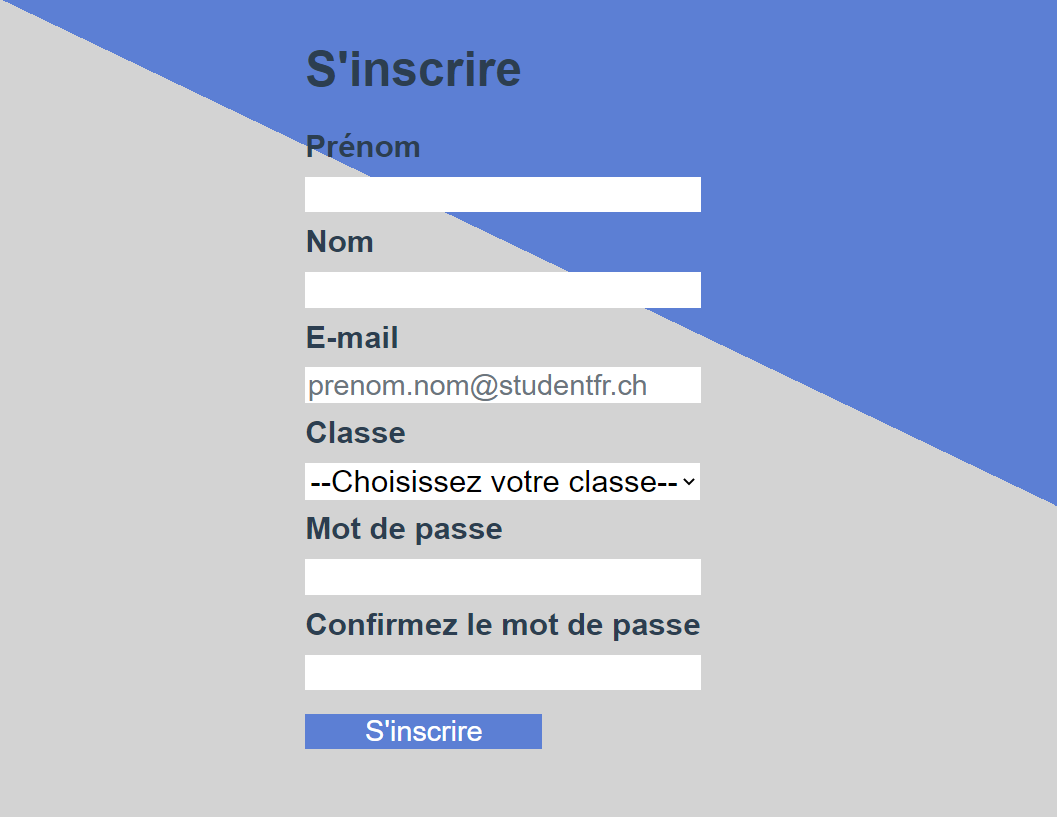 S'inscrire
Prénom
Nom
E-mail
prenom.nom@studentfr.ch
Classe
--Choisissez votre classe--
Mot de passe
Confirmez le mot de passe
S'inscrire